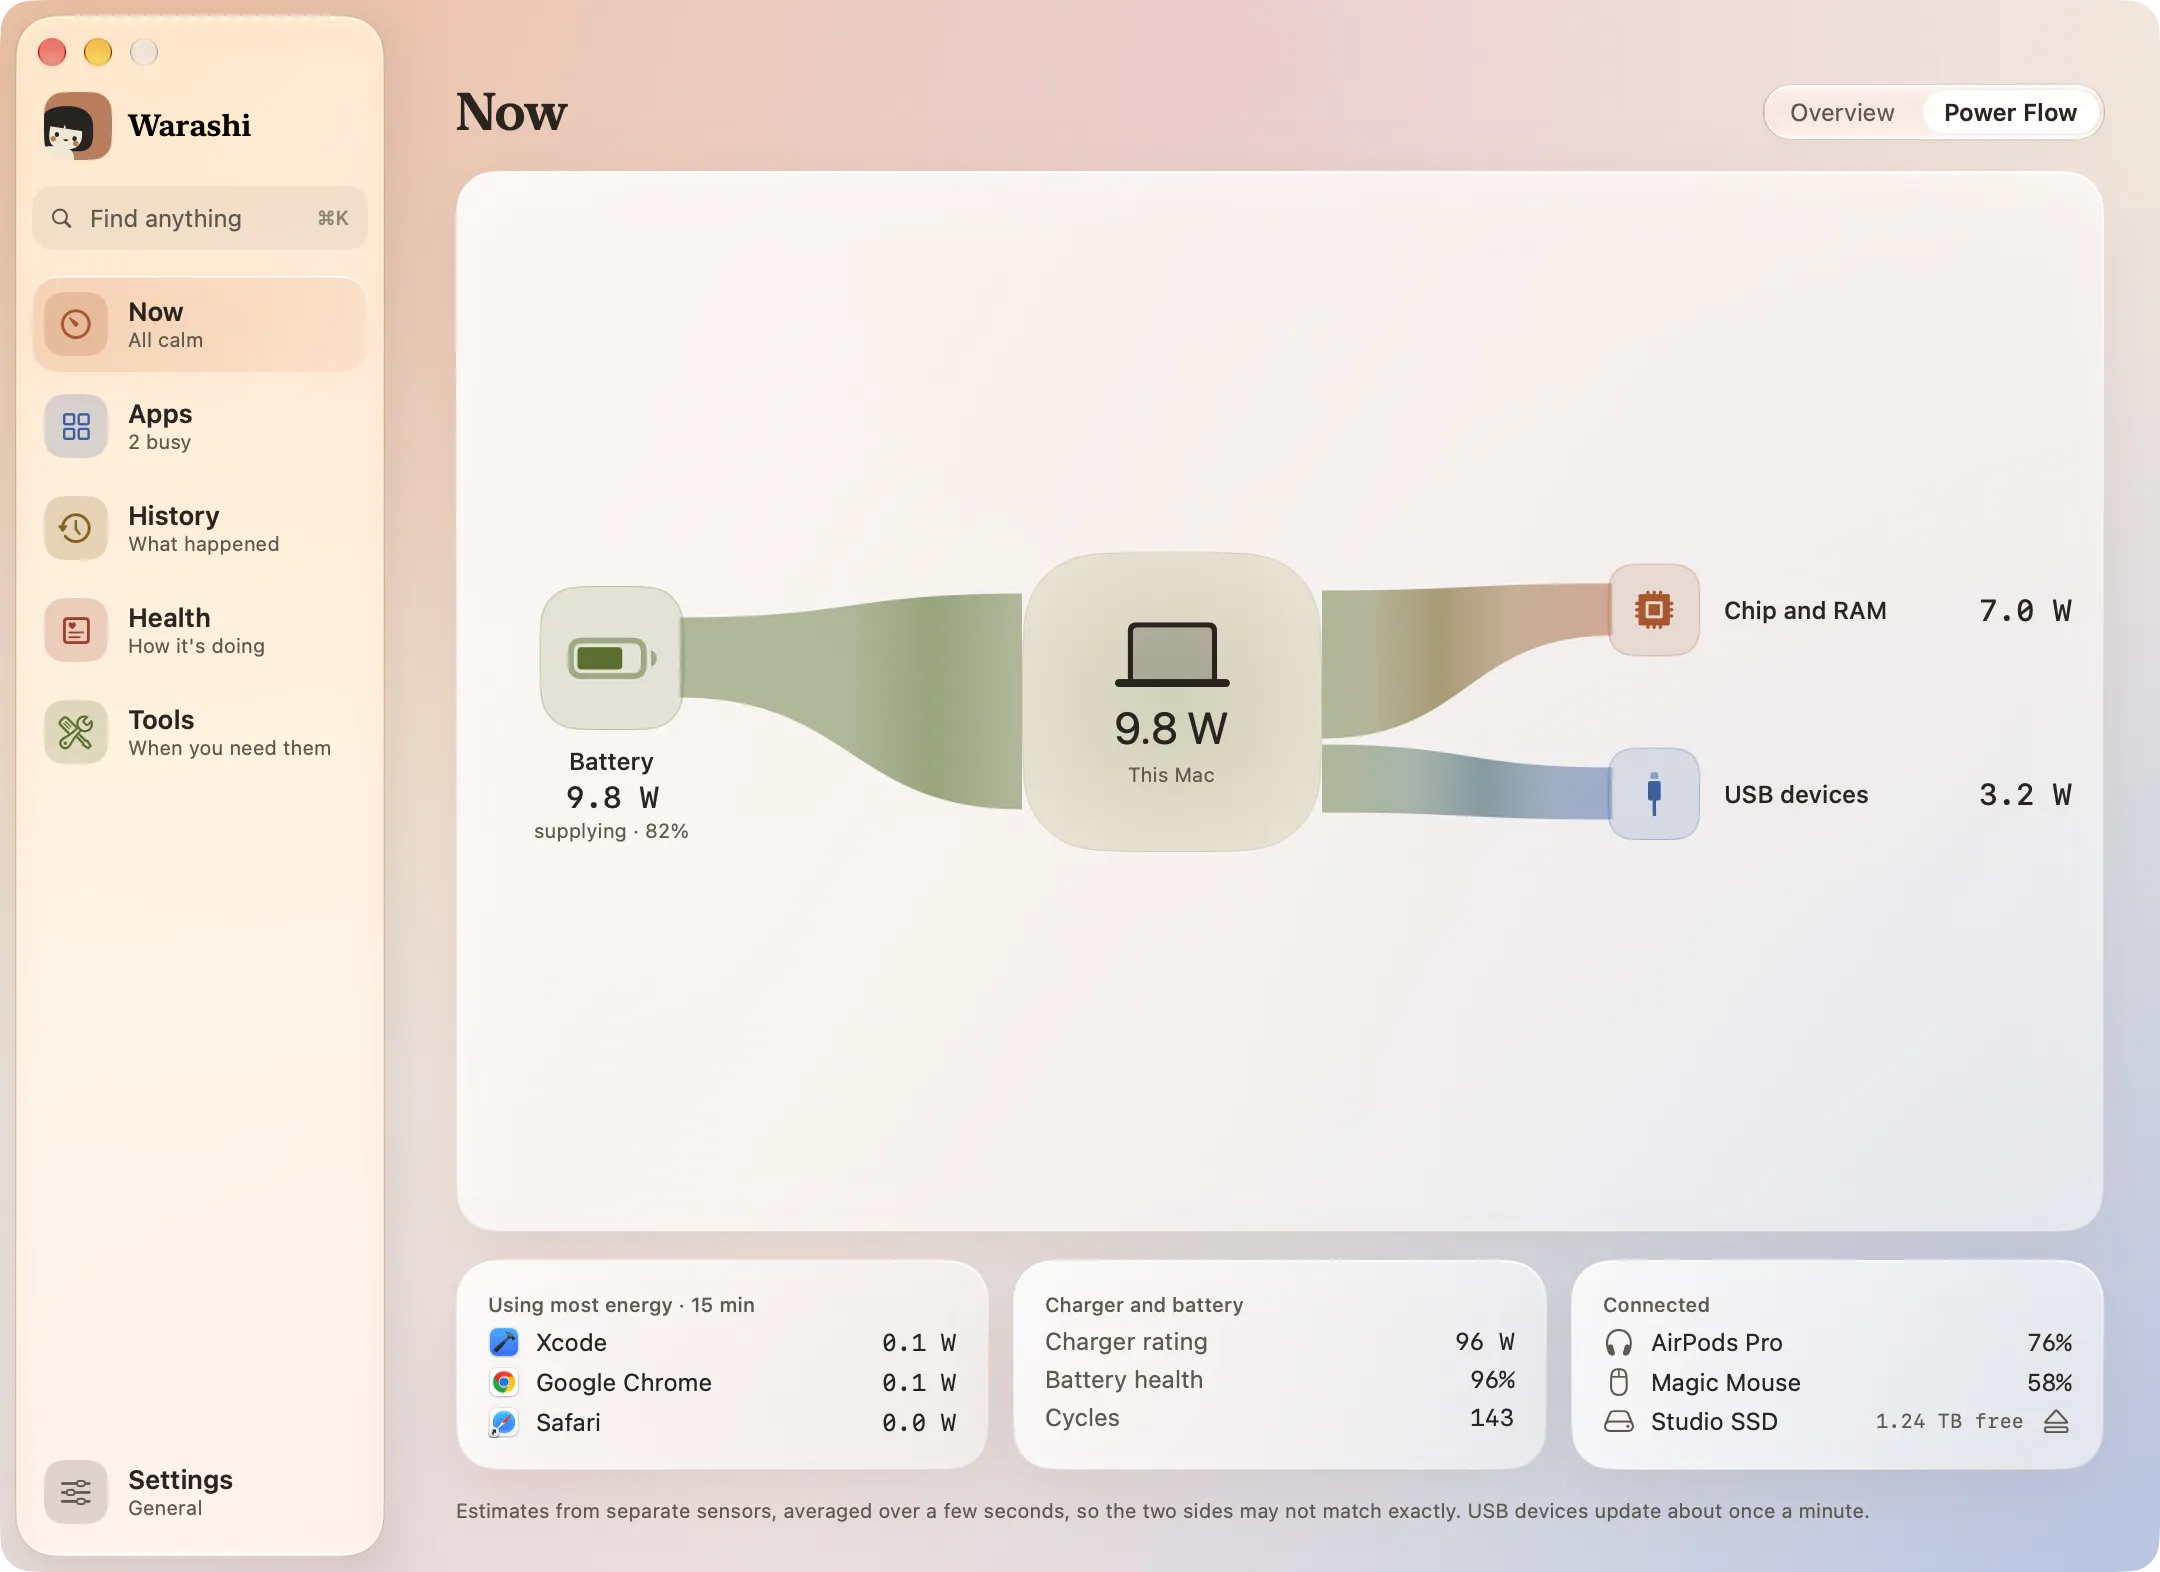 Warashi
Find anything ⌘K
Now
All calm
Apps
2 busy
History
What happened
Health
How it's doing
Tools
When you need them
Settings
General
Now
Overview Power Flow
Battery
9.8 W
supplying · 82%
9.8 W
This Mac
Chip and RAM 7.0 W
USB devices 3.2 W
Using most energy · 15 min
Xcode 0.1 W
Google Chrome 0.1 W
Safari 0.0 W
Charger and battery
Charger rating 96 W
Battery health 96%
Cycles 143
Connected
AirPods Pro 76%
Magic Mouse 58%
Studio SSD 1.24 TB free
Estimates from separate sensors, averaged over a few seconds, so the two sides may not match exactly. USB devices update about once a minute.